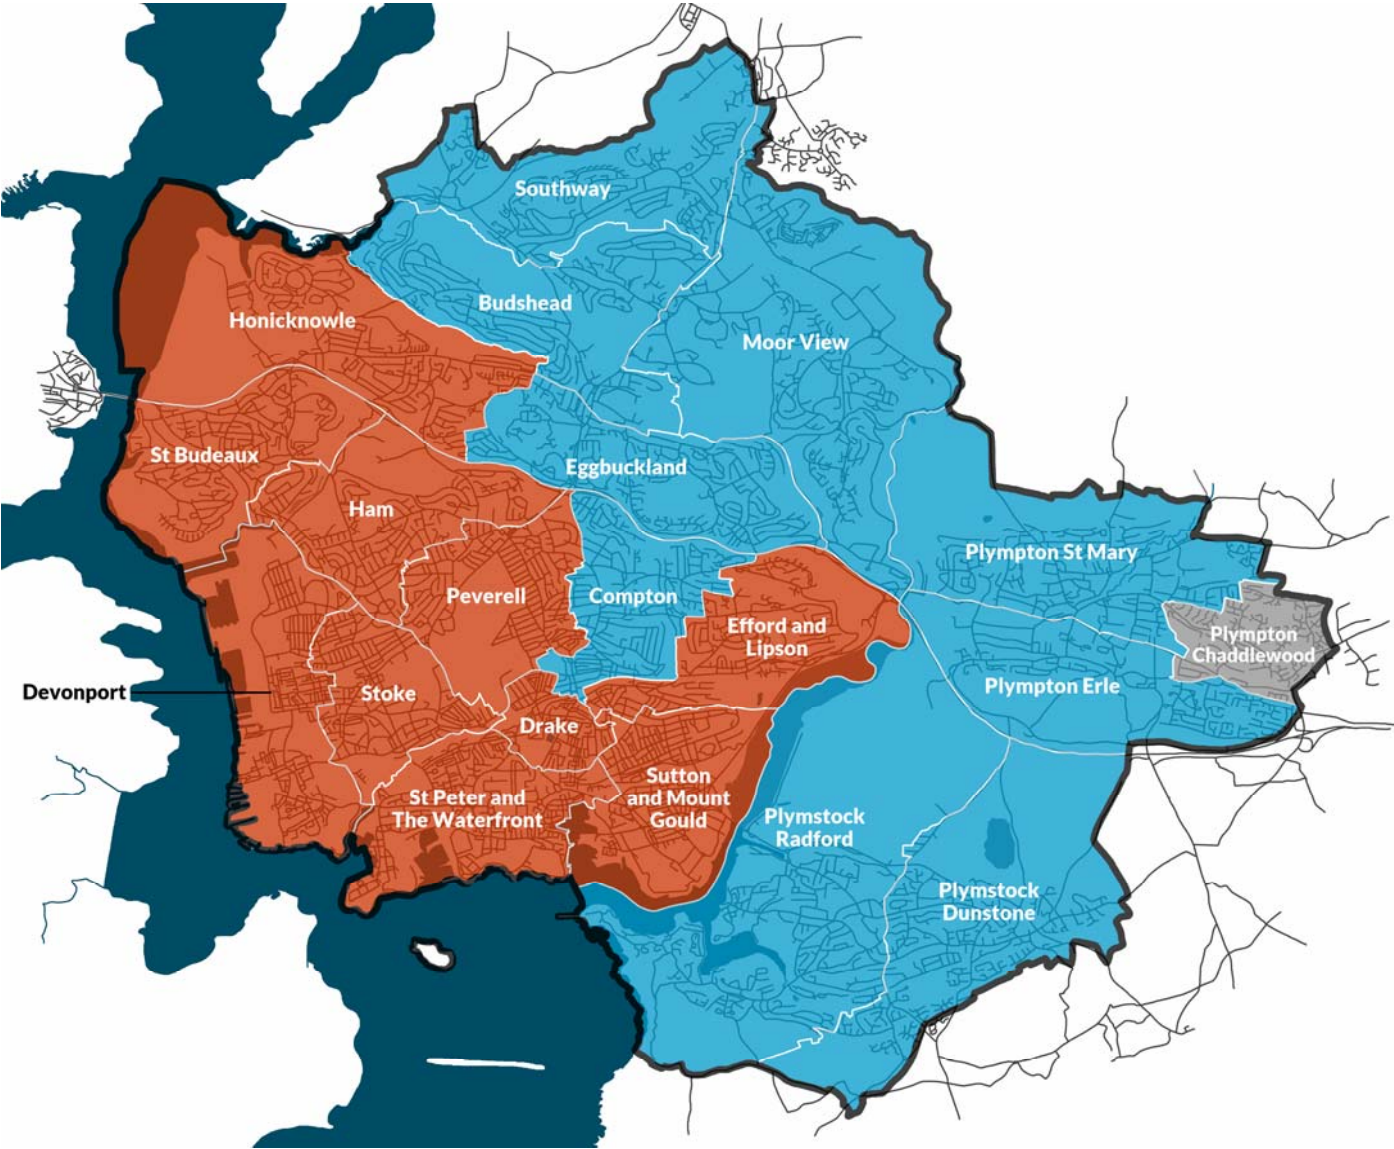 Southway
Budshead
Honicknowle
Moor View
St Budeaux
Eggbuckland
Ham
Plympton St Mary
Peverell
Compton
Efford and
Lipson
Plympton
Chaddlewood
Devonport
Stoke
Plympton Erle
Drake
Sutton
and Mount
Gould
St Peter and
The Waterfront
Plymstock
Radford
Plymstock
Dunstone